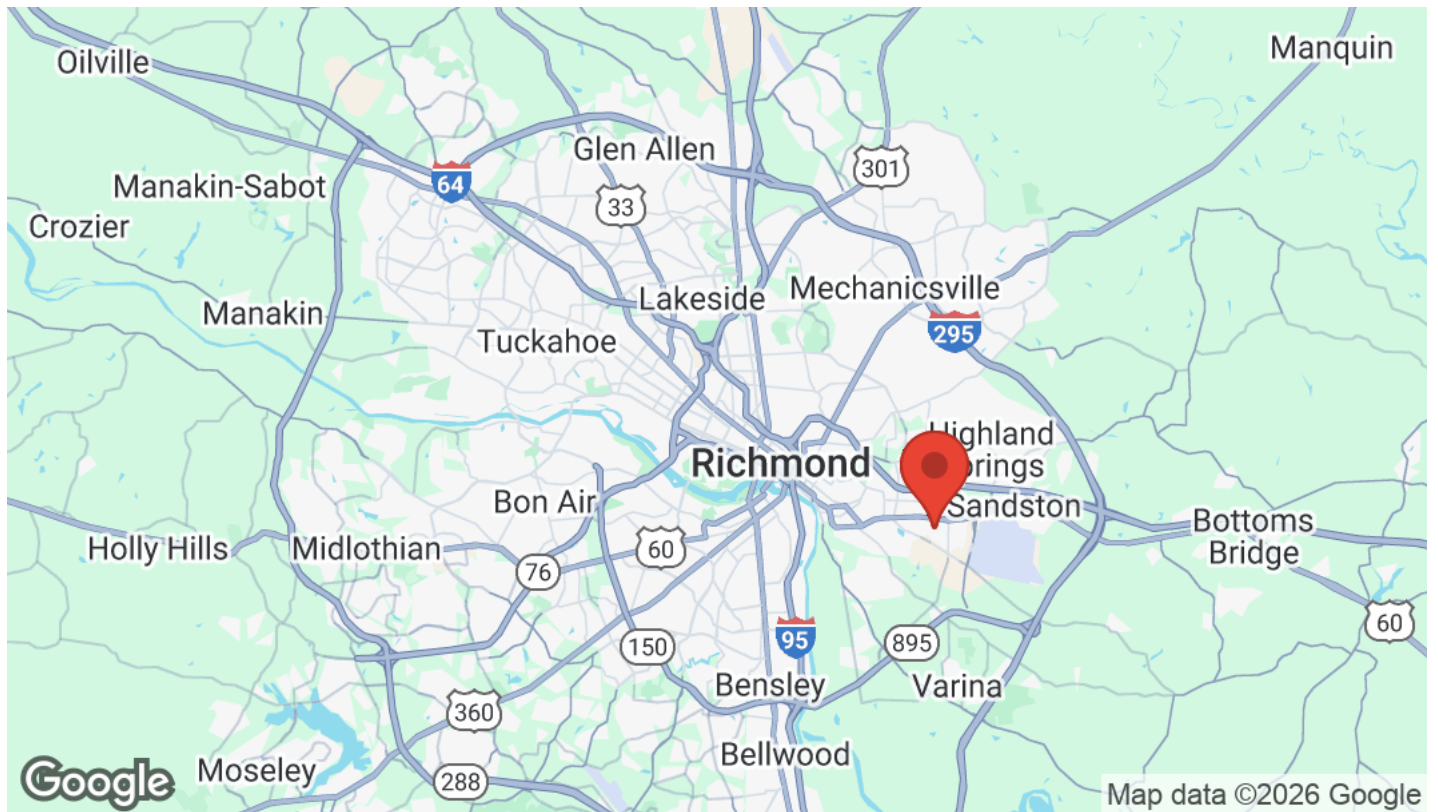 Oilville
Manquin
Glen Allen
301
64
Manakin-Sabot
33
Crozier
Mechanicsville
Lakeside
Manakin
295
Tuckahoe
Highland
Richmond
Bon Air
Sandston
Bottoms
Bridge
Holly Hills
Midlothian
60
76
60
95
150
895
Bensley
Varina
360
Bellwood
Moseley
288
Google
Map data ©2026 Google